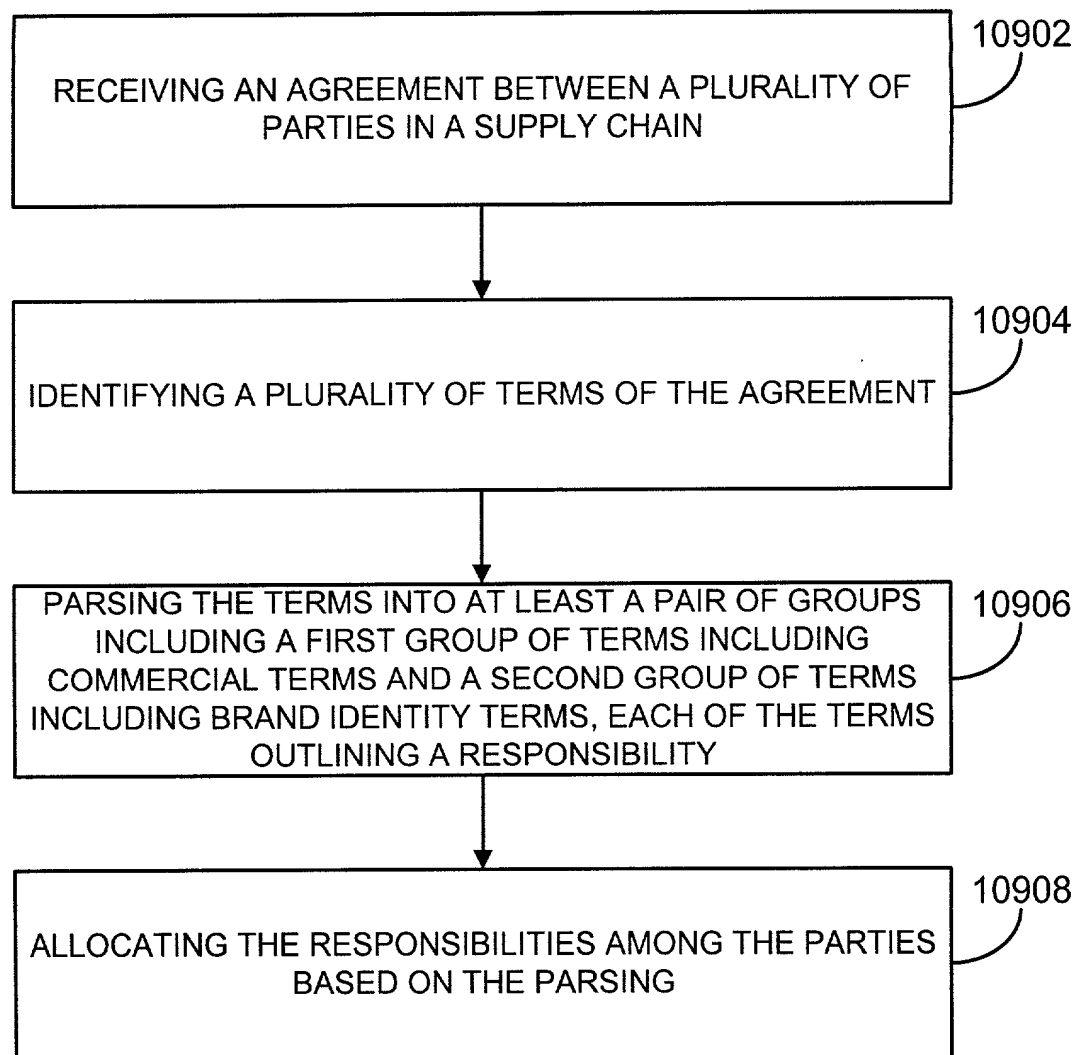 10902
RECEIVING AN AGREEMENT BETWEEN A PLURALITY OF
PARTIES IN A SUPPLY CHAIN
10904
IDENTIFYING A PLURALITY OF TERMS OF THE AGREEMENT
10906
PARSING THE TERMS INTO AT LEAST A PAIR OF GROUPS
INCLUDING A FIRST GROUP OF TERMS INCLUDING
COMMERCIAL TERMS AND A SECOND GROUP OF TERMS
INCLUDING BRAND IDENTITY TERMS, EACH OF THE TERMS
OUTLINING A RESPONSIBILITY
10908
ALLOCATING THE RESPONSIBILITIES AMONG THE PARTIES
BASED ON THE PARSING